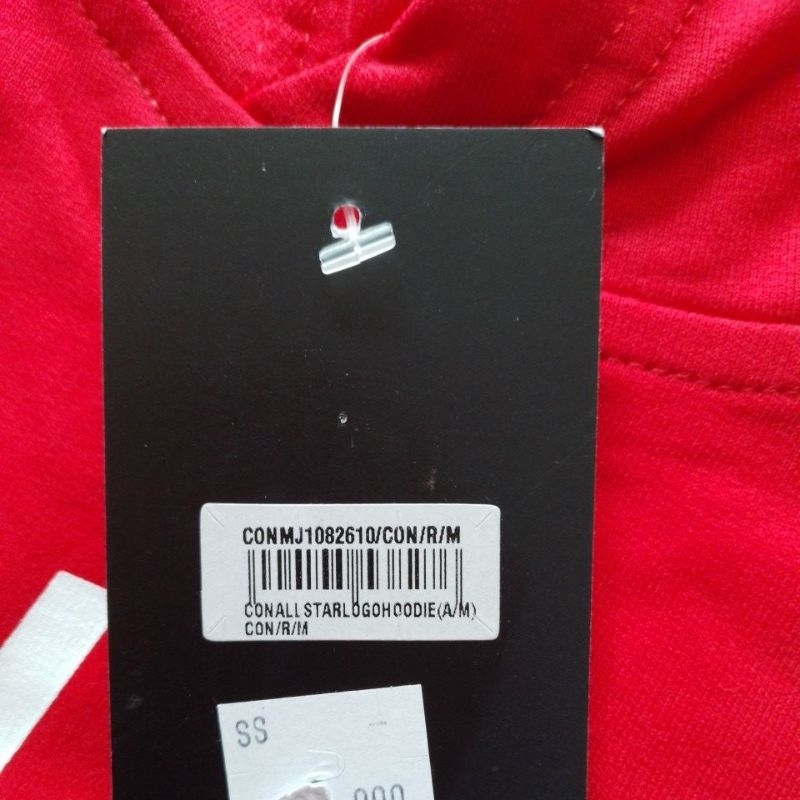 CONMJ1082610/CON/R/M
CONALLSTARLOGOHOODIE(A/M)
CON/R/M
SS